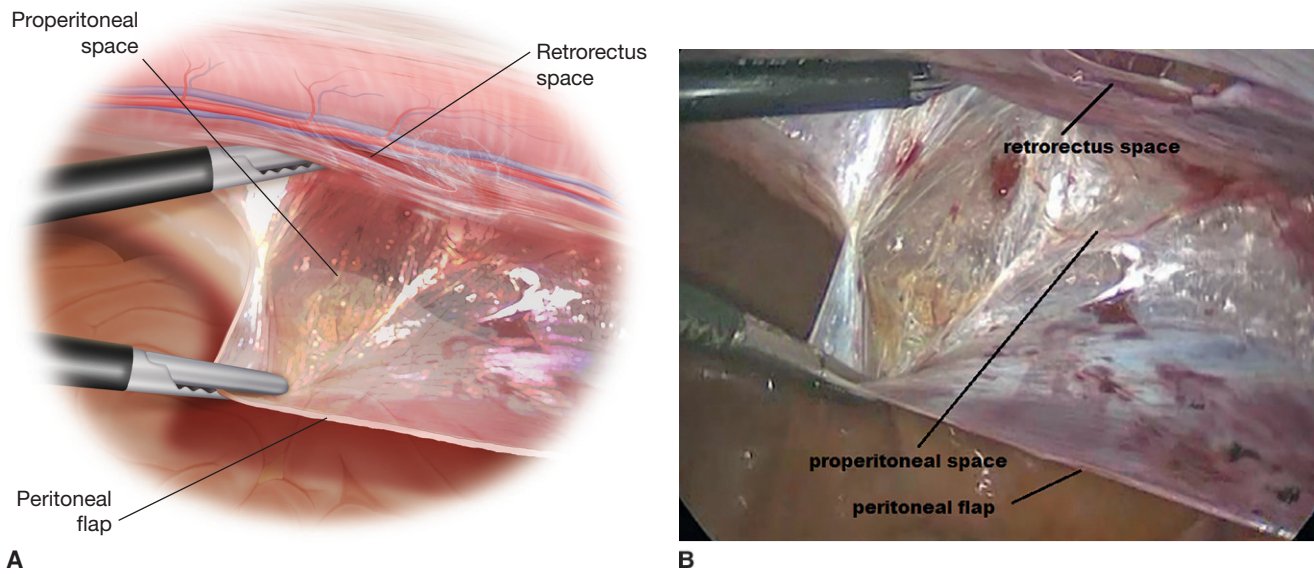 Properitoneal
space
Retrorectus
space
Peritoneal
flap
A
retrorectus space
properitoneal space
peritoneal flap
B